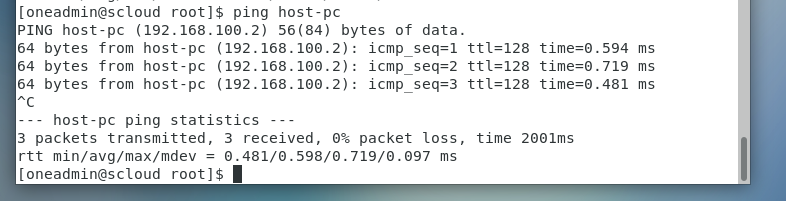 [oneadmin@scloud root]$ ping host-pc
PING host-pc (192.168.100.2) 56(84) bytes of data.
64 bytes from host-pc (192.168.100.2): icmp_seq=1 ttl=128 time=0.594 ms
64 bytes from host-pc (192.168.100.2): icmp_seq=2 ttl=128 time=0.719 ms
64 bytes from host-pc (192.168.100.2): icmp_seq=3 ttl=128 time=0.481 ms
^C
--- host-pc ping statistics ---
3 packets transmitted, 3 received, 0% packet loss, time 2001ms
rtt min/avg/max/mdev = 0.481/0.598/0.719/0.097 ms
[oneadmin@scloud root]$